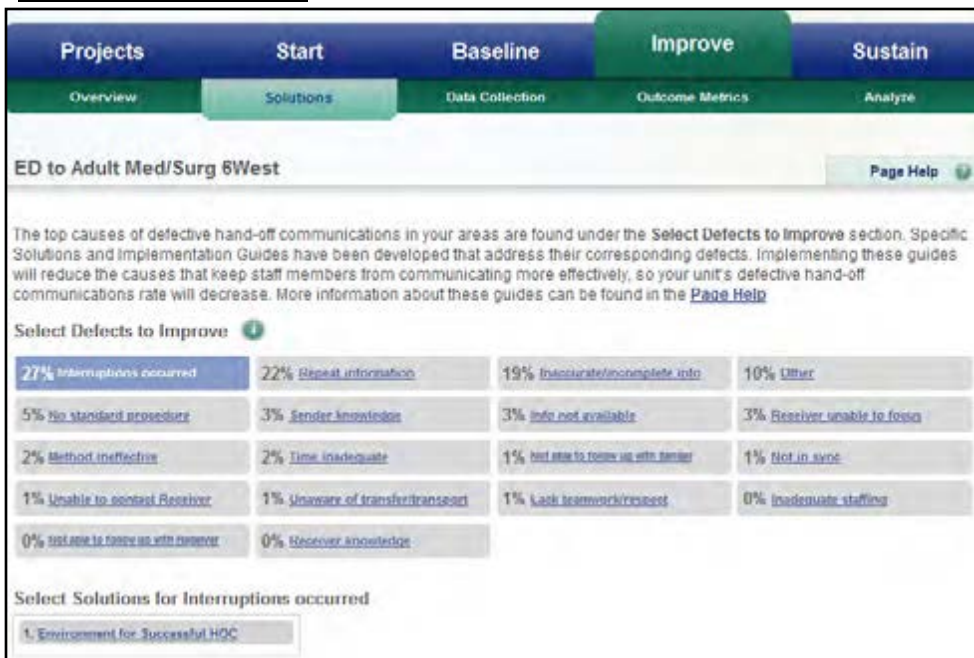 Projects Start Baseline Improve Sustain
Overview Solutions Data Collection Outcome Metrics Analyze
ED to Adult Med/Surg 6West
Page Help
The top causes of defective hand-off communications in your areas are found under the Select Defects to Improve section. Specific
Solutions and Implementation Guides have been developed that address their corresponding defects. Implementing these guides
will reduce the causes that keep staff members from communicating more effectively, so your unit's defective hand-off
communications rate will decrease. More information about these guides can be found in the Page Help
Select Defects to Improve
27% Interruptions occurred 22% Repeat information 19% Inaccurate/incomplete info 10% Other
5% No standard procedure 3% Sender knowledge 3% Info not available 3% Receiver unable to focus
2% Method ineffective 2% Time inadequate 1% Not able to follow up with Sender 1% Not in sync
1% Unable to contact Receiver 1% Unaware of transfer/transport 1% Lack teamwork/respect 0% Inadequate staffing
0% Not able to follow up with Receiver 0% Receiver knowledge
Select Solutions for Interruptions occurred
1. Environment for Successful HOC